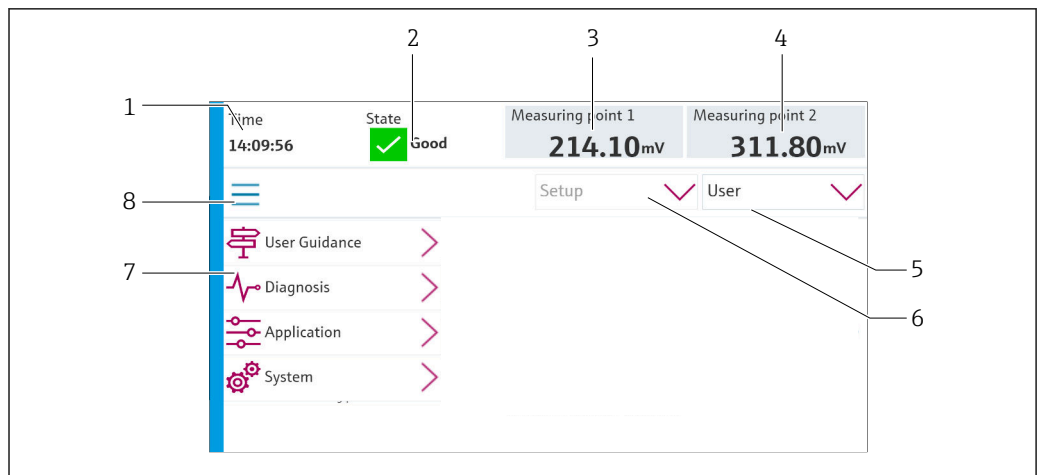 2 3 4
1
Time State Measuring point 1 Measuring point 2
14:09:56 Good 214.10mV 311.80mV
8
Setup User
User Guidance
7
Diagnosis
5
Application
6
System